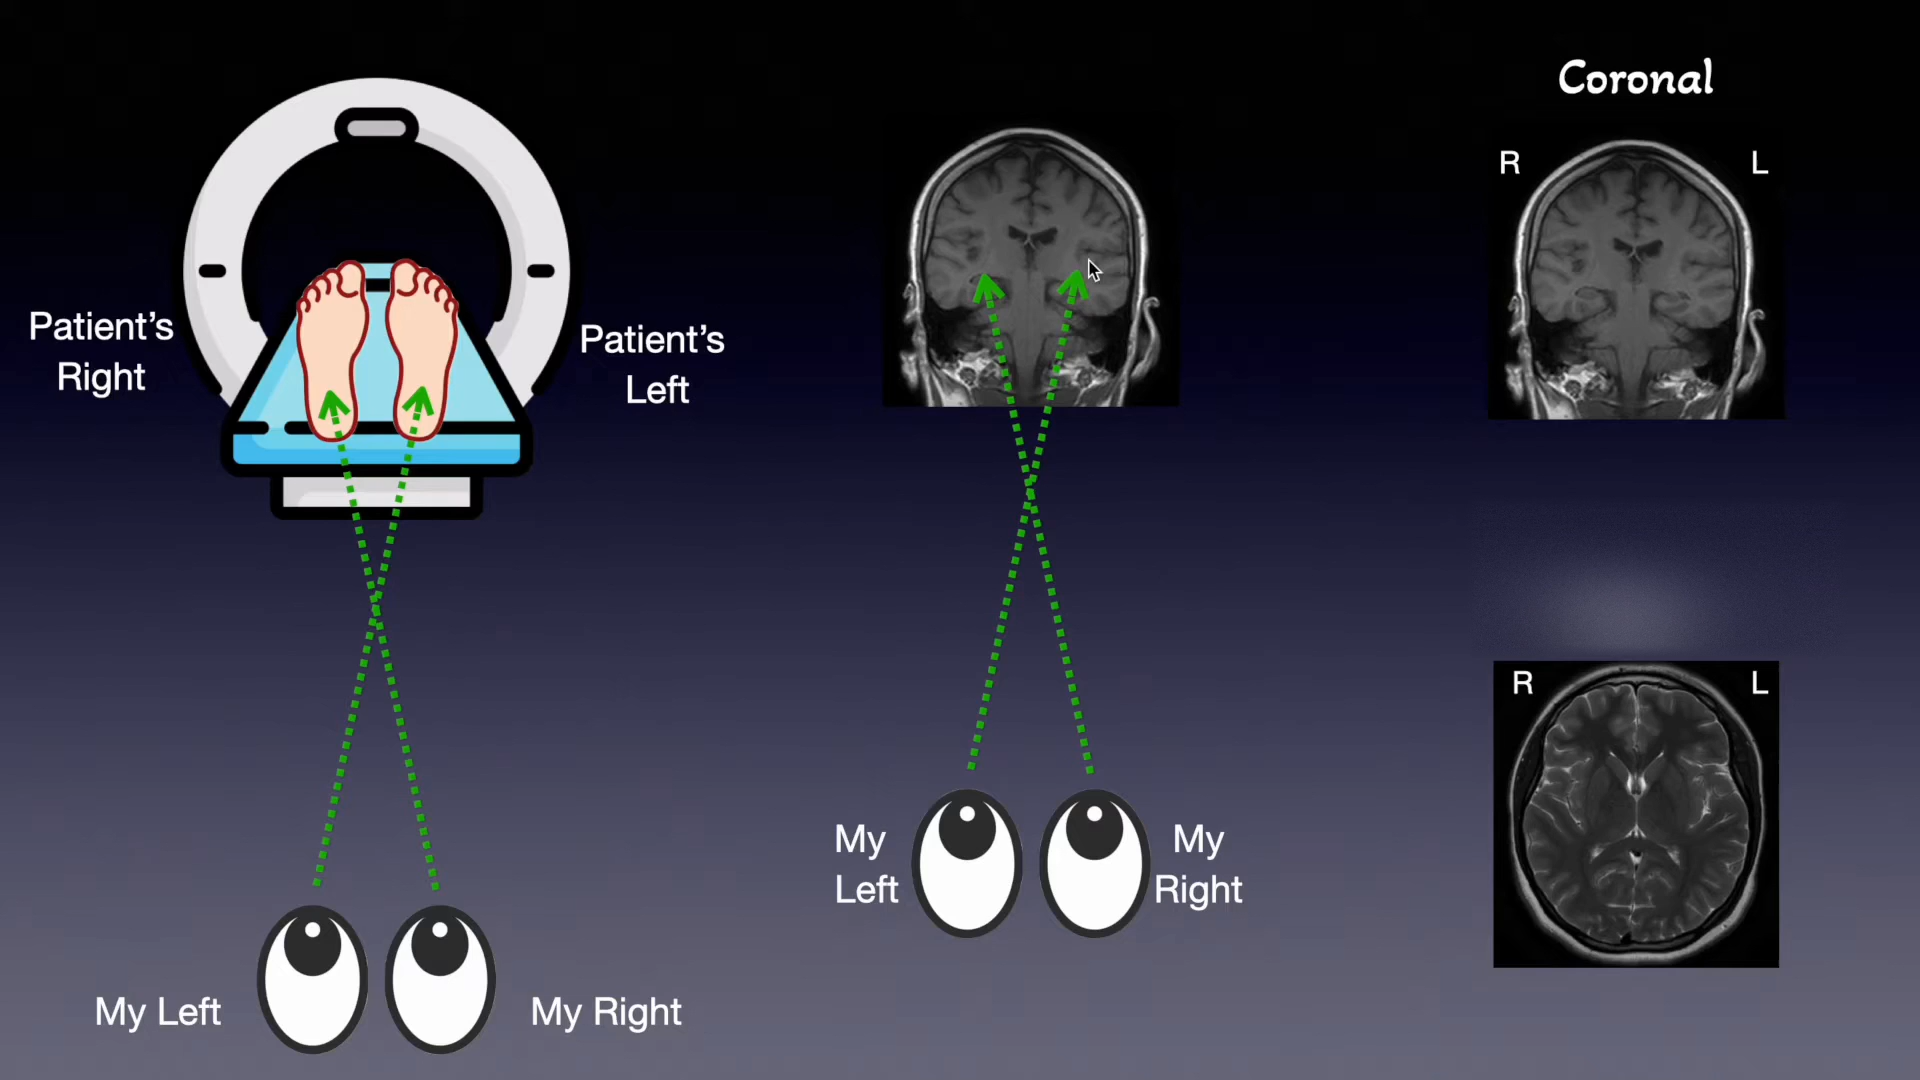 Coronal
R
L
Patient's
Right
Patient's
Left
R
L
My
Left
My
Right
My Left
My Right